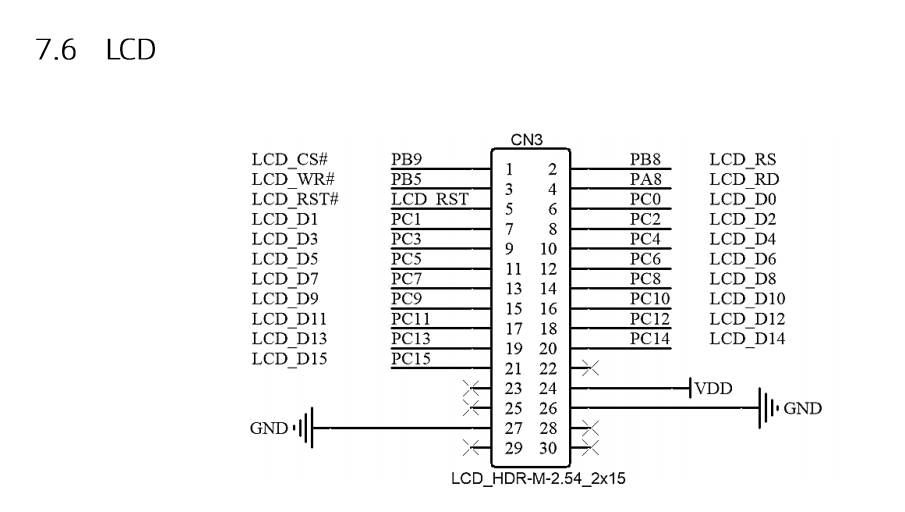 7.6 LCD
CN3
LCD_CS# PB9 1 2 PB8 LCD_RS
LCD_WR# PB5 3 4 PA8 LCD_RD
LCD_RST# LCD_RST 5 6 PC0 LCD_D0
LCD_D1 PC1 7 8 PC2 LCD_D2
LCD_D3 PC3 9 10 PC4 LCD_D4
LCD_D5 PC5 11 12 PC6 LCD_D6
LCD_D7 PC7 13 14 PC8 LCD_D8
LCD_D9 PC9 15 16 PC10 LCD_D10
LCD_D11 PC11 17 18 PC12 LCD_D12
LCD_D13 PC13 19 20 PC14 LCD_D14
LCD_D15 PC15 21 22
23 24 VDD
25 26 GND
GND 27 28
29 30
LCD_HDR-M-2.54_2x15